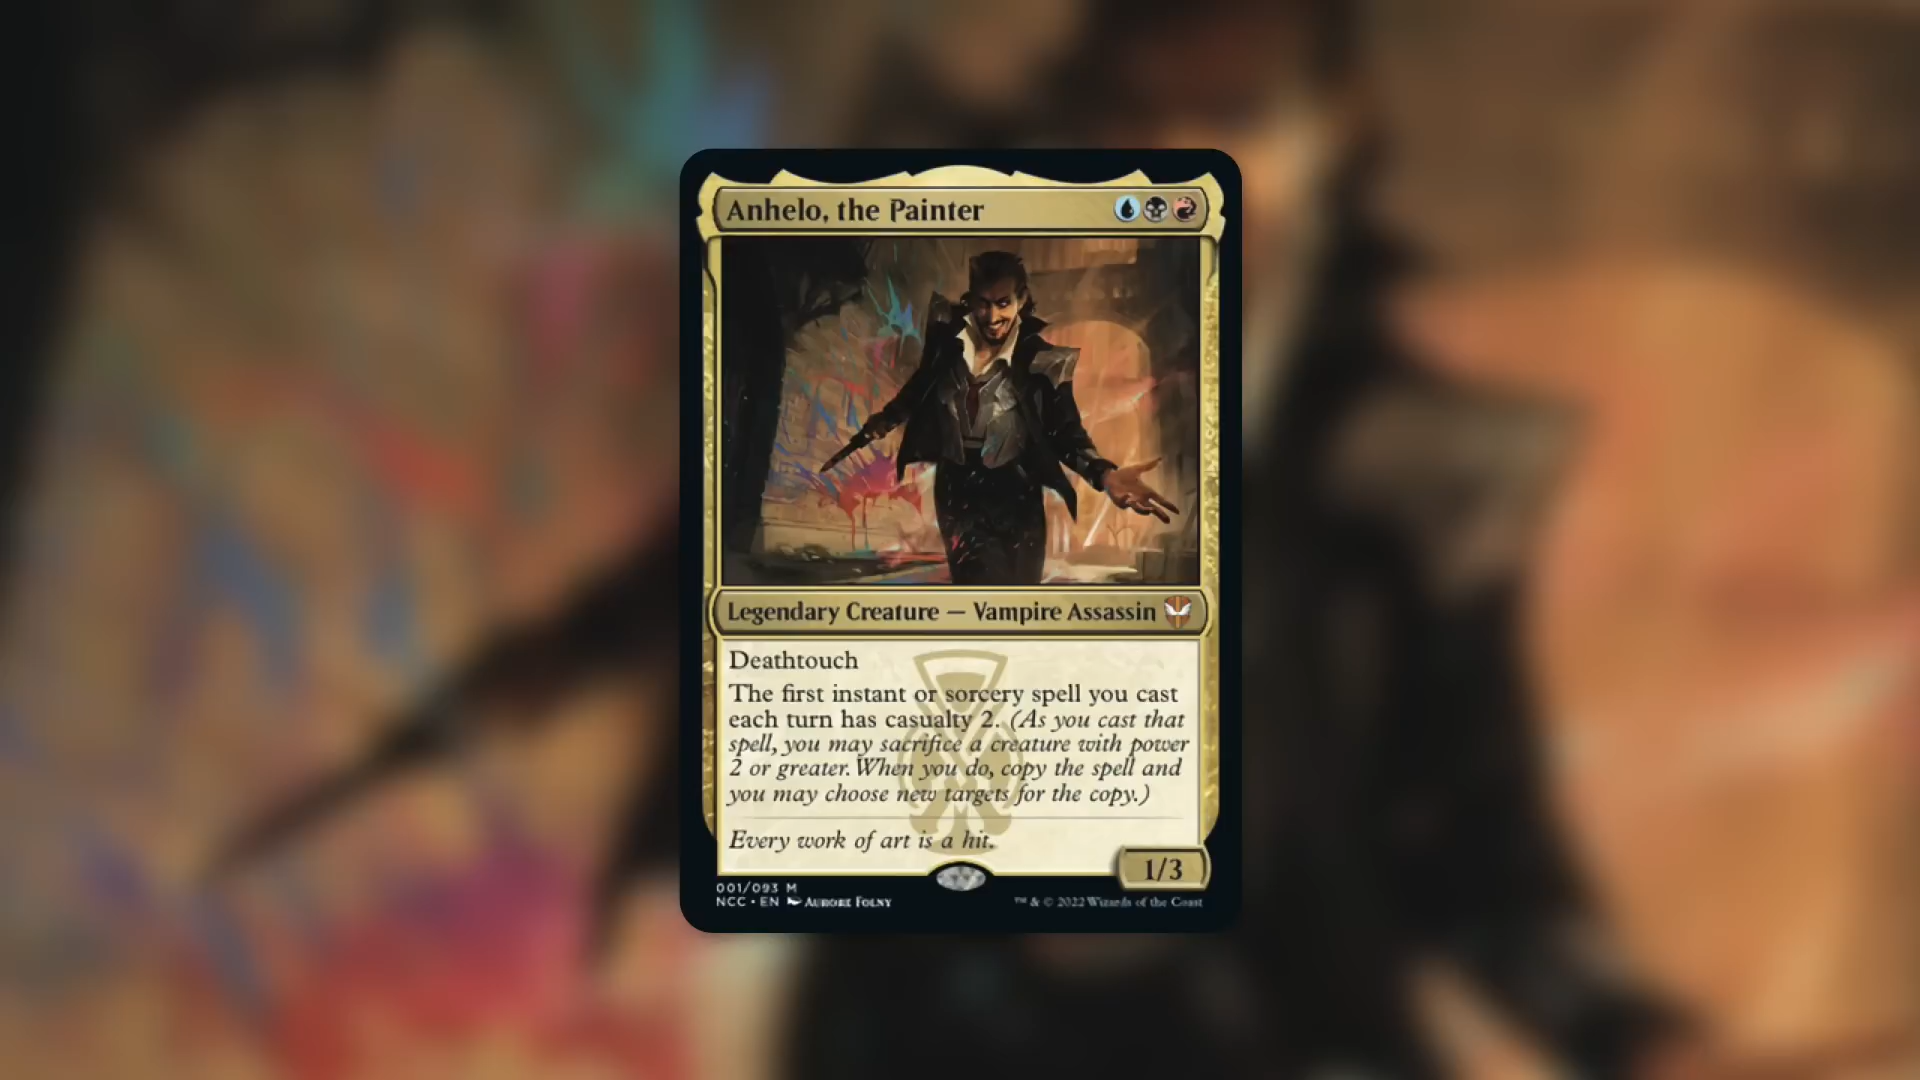 Anhelo, the Painter
Legendary Creature — Vampire Assassin
Deathtouch
The first instant or sorcery spell you cast
each turn has casualty 2. (As you cast that
spell, you may sacrifice a creature with power
2 or greater. When you do, copy the spell and
you may choose new targets for the copy.)
Every work of art is a hit.
1/3
001/093 M
NCC • EN Aurore Folny
™ & © 2022 Wizards of the Coast